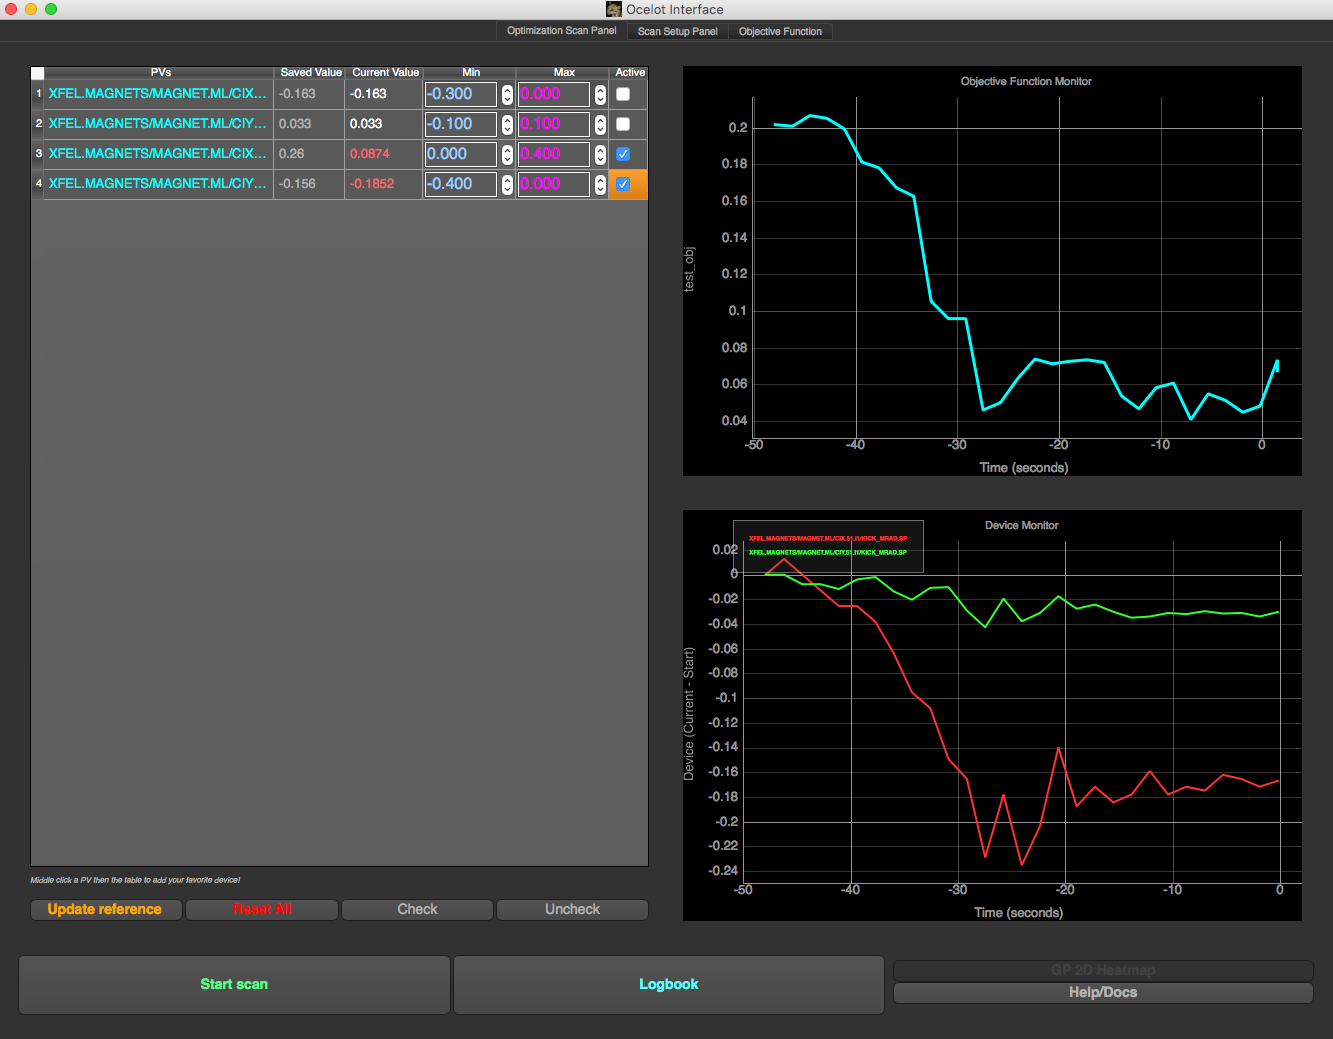 Ocelot Interface
Optimization Scan Panel
Scan Setup Panel
Objective Function
PVs Saved Value Current Value Min Max Active
1 XFEL.MAGNETS/MAGNET.ML/CIX... -0.163 -0.163 -0.300 0.000
2 XFEL.MAGNETS/MAGNET.ML/CIY... 0.033 0.033 -0.100 0.100
3 XFEL.MAGNETS/MAGNET.ML/CIX... 0.26 0.0874 0.000 0.400
4 XFEL.MAGNETS/MAGNET.ML/CIY... -0.156 -0.1852 -0.400 0.000
Middle click a PV then the table to add your favorite device!
Update reference
Reset All
Check
Uncheck
Start scan
Logbook
GP 2D Heatmap
Help/Docs
Objective Function Monitor
test_obj
0.2
0.18
0.16
0.14
0.12
0.1
0.08
0.06
0.04
-50 -40 -30 -20 -10 0
Time (seconds)
Device Monitor
XFEL.MAGNETS/MAGNET.ML/CIX.51.I1/KICK_MRAD.SP
XFEL.MAGNETS/MAGNET.ML/CIY.51.I1/KICK_MRAD.SP
Device (Current - Start)
0.02
0
-0.02
-0.04
-0.06
-0.08
-0.1
-0.12
-0.14
-0.16
-0.18
-0.2
-0.22
-0.24
-50 -40 -30 -20 -10 0
Time (seconds)